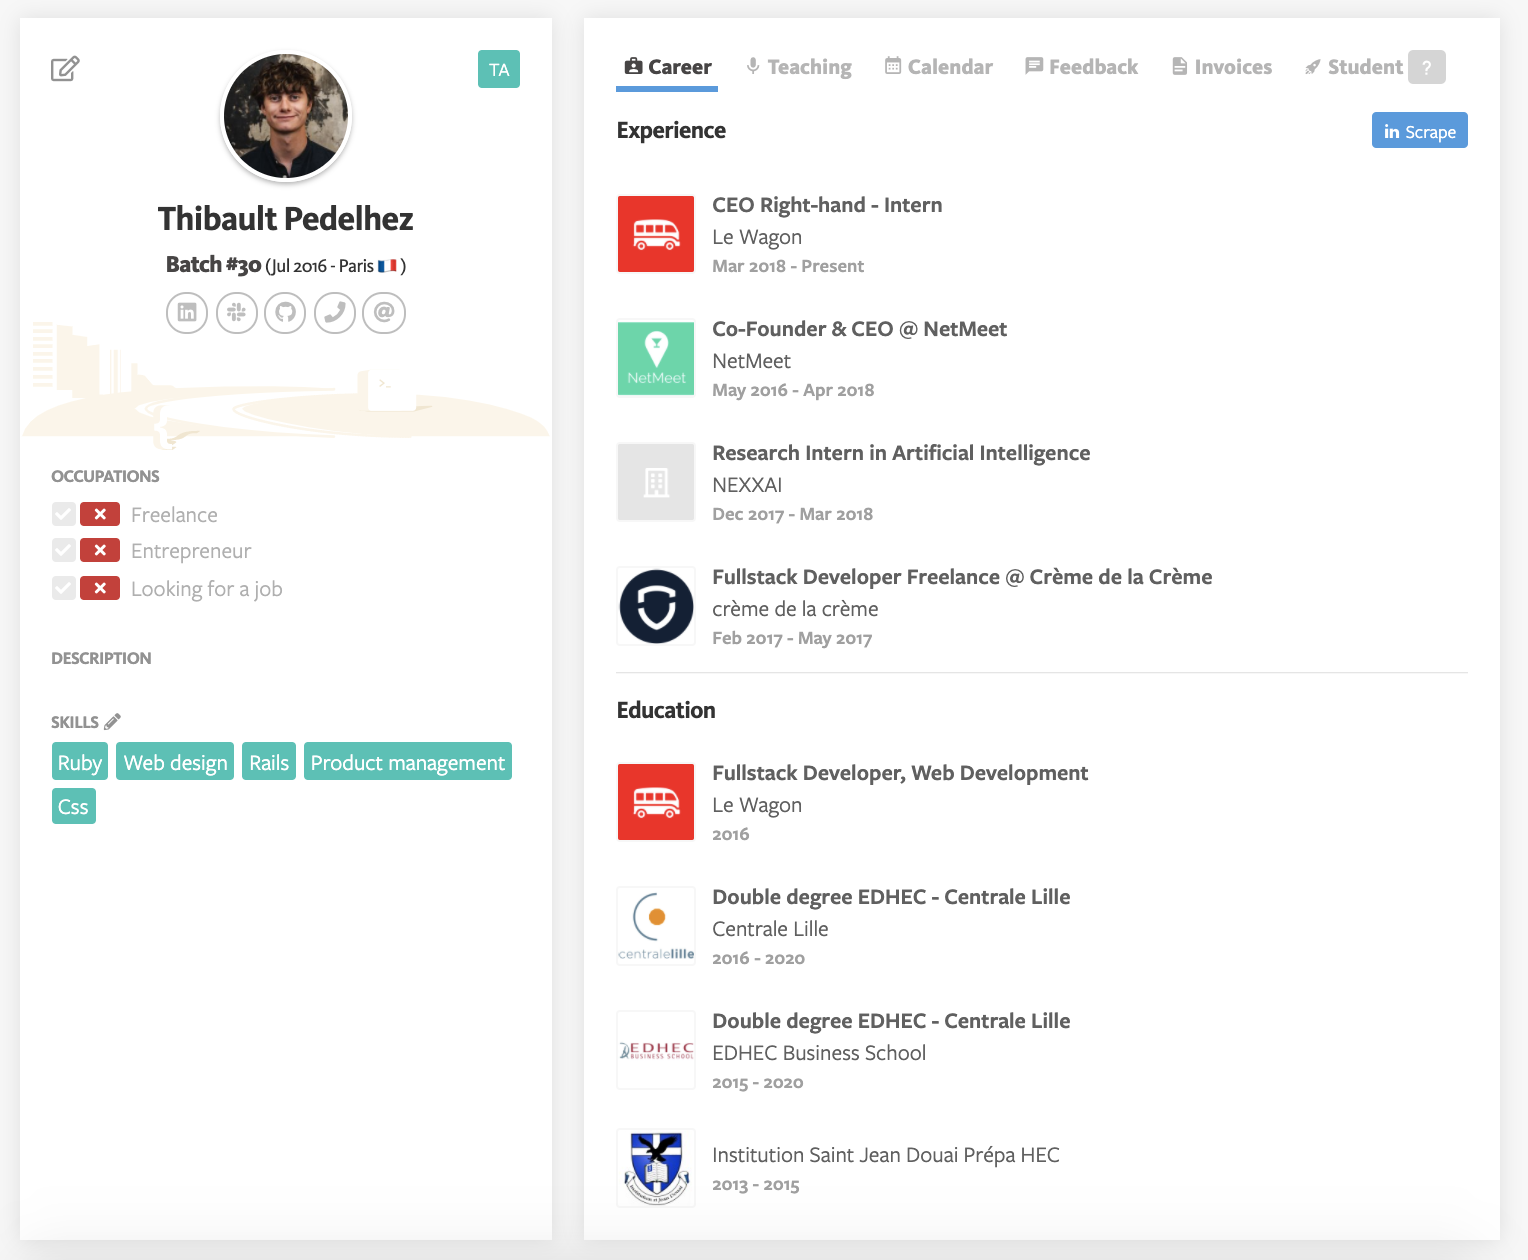 TA
Thibault Pedelhez
Batch #30 (Jul 2016 - Paris 🇫🇷 )
>_
{
OCCUPATIONS
Freelance
Entrepreneur
Looking for a job
DESCRIPTION
SKILLS
Ruby Web design Rails Product management
Css
Career Teaching Calendar Feedback Invoices Student ?
Experience
in Scrape
CEO Right-hand - Intern
Le Wagon
Mar 2018 - Present
NetMeet
Co-Founder & CEO @ NetMeet
NetMeet
May 2016 - Apr 2018
Research Intern in Artificial Intelligence
NEXXAI
Dec 2017 - Mar 2018
Fullstack Developer Freelance @ Crème de la Crème
crème de la crème
Feb 2017 - May 2017
Education
Fullstack Developer, Web Development
Le Wagon
2016
centralelille
Double degree EDHEC - Centrale Lille
Centrale Lille
2016 - 2020
EDHEC
BUSINESS SCHOOL
Double degree EDHEC - Centrale Lille
EDHEC Business School
2015 - 2020
Institution Saint Jean Douai Prépa HEC
2013 - 2015